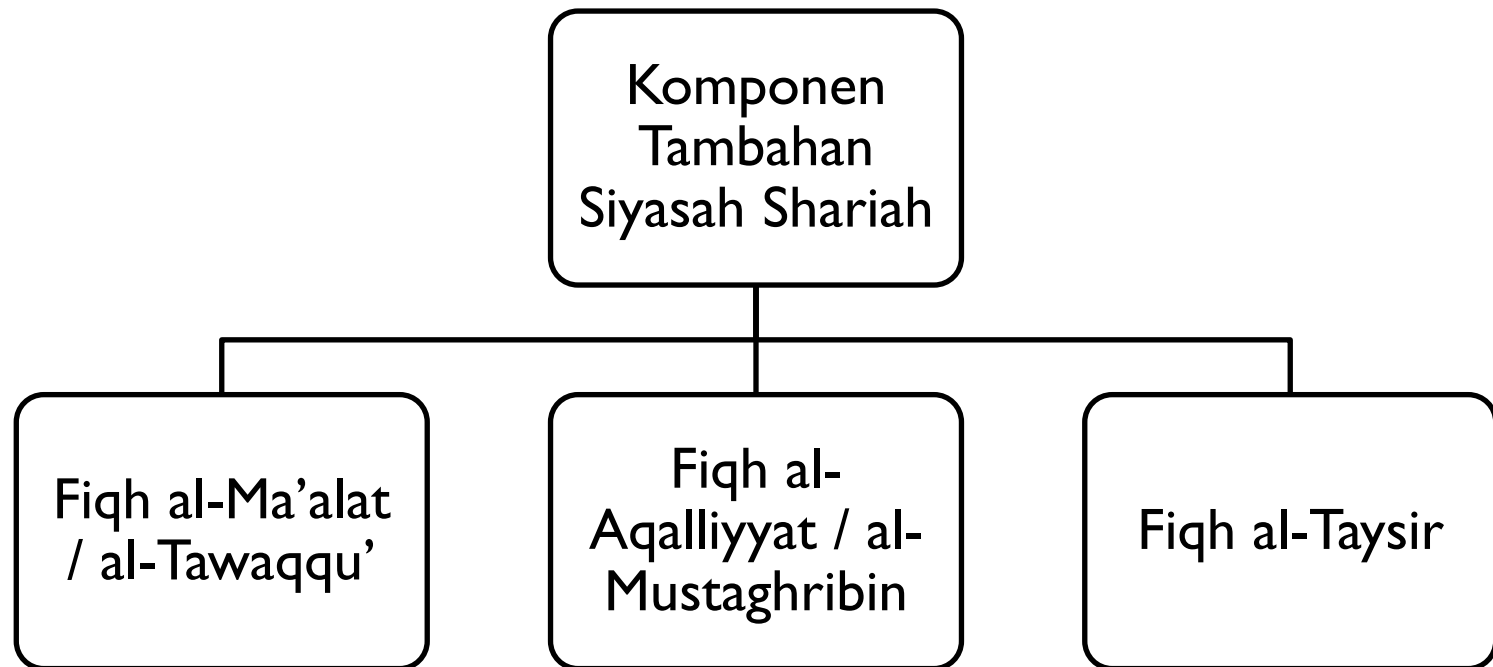 Komponen
Tambahan
Siyasah Shariah
Fiqh al-Ma’alat
/ al-Tawaqqu’
Fiqh al-
Aqalliyyat / al-
Mustaghribin
Fiqh al-Taysir